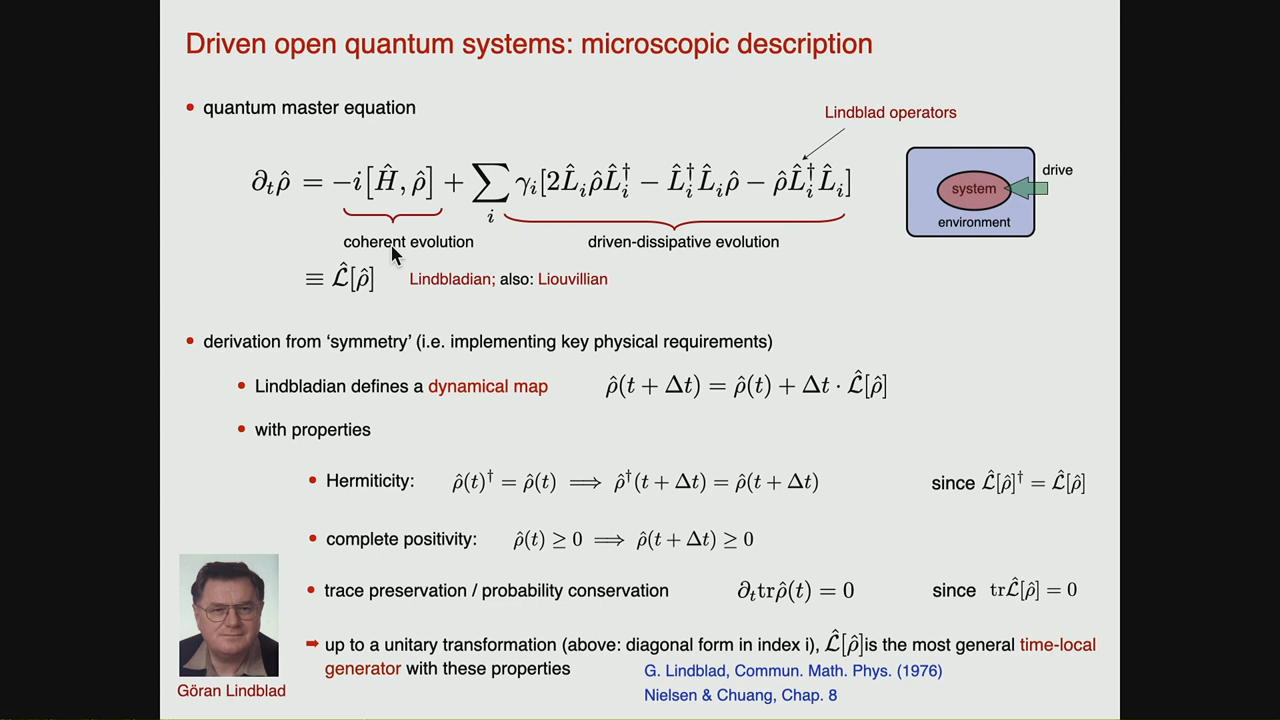 Driven open quantum systems: microscopic description
• quantum master equation
Lindblad operators
∂_t ρ̂ = −i[Ĥ, ρ̂] + ∑_i γ_i[2L̂_i ρ̂ L̂_i^† − L̂_i^† L̂_i ρ̂ − ρ̂ L̂_i^† L̂_i]
drive
system
environment
coherent evolution
driven-dissipative evolution
≡ ℒ̂[ρ̂] Lindbladian; also: Liouvillian
• derivation from ‘symmetry’ (i.e. implementing key physical requirements)
• Lindbladian defines a dynamical map ρ̂(t + Δt) = ρ̂(t) + Δt · ℒ̂[ρ̂]
• with properties
• Hermiticity: ρ̂(t)^† = ρ̂(t) ⟹ ρ̂^†(t + Δt) = ρ̂(t + Δt) since ℒ̂[ρ̂]^† = ℒ̂[ρ̂]
• complete positivity: ρ̂(t) ≥ 0 ⟹ ρ̂(t + Δt) ≥ 0
• trace preservation / probability conservation ∂_t trρ̂(t) = 0 since trℒ̂[ρ̂] = 0
➡ up to a unitary transformation (above: diagonal form in index i), ℒ̂[ρ̂] is the most general time-local
generator with these properties
G. Lindblad, Commun. Math. Phys. (1976)
Nielsen & Chuang, Chap. 8
Göran Lindblad